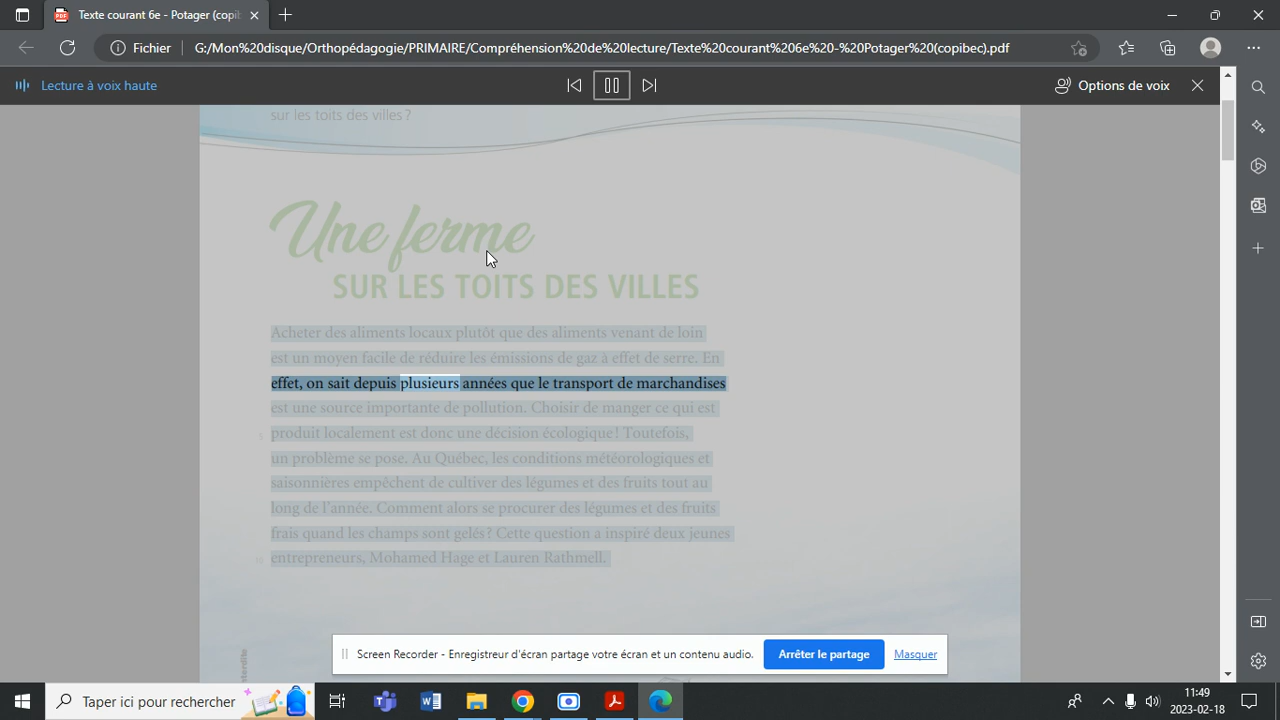 Texte courant 6e - Potager (copib
Fichier
G:/Mon%20disque/Orthopédagogie/PRIMAIRE/Compréhension%20de%20lecture/Texte%20courant%206e%20-%20Potager%20(copibec).pdf
Lecture à voix haute
Options de voix
sur les toits des villes ?
Une ferme
SUR LES TOITS DES VILLES
Acheter des aliments locaux plutôt que des aliments venant de loin
est un moyen facile de réduire les émissions de gaz à effet de serre. En
effet, on sait depuis plusieurs années que le transport de marchandises
est une source importante de pollution. Choisir de manger ce qui est
5 produit localement est donc une décision écologique ! Toutefois,
un problème se pose. Au Québec, les conditions météorologiques et
saisonnières empêchent de cultiver des légumes et des fruits tout au
long de l'année. Comment alors se procurer des légumes et des fruits
frais quand les champs sont gelés ? Cette question a inspiré deux jeunes
10 entrepreneurs, Mohamed Hage et Lauren Rathmell.
Screen Recorder - Enregistreur d'écran partage votre écran et un contenu audio.
Arrêter le partage
Masquer
Taper ici pour rechercher
11:49
2023-02-18